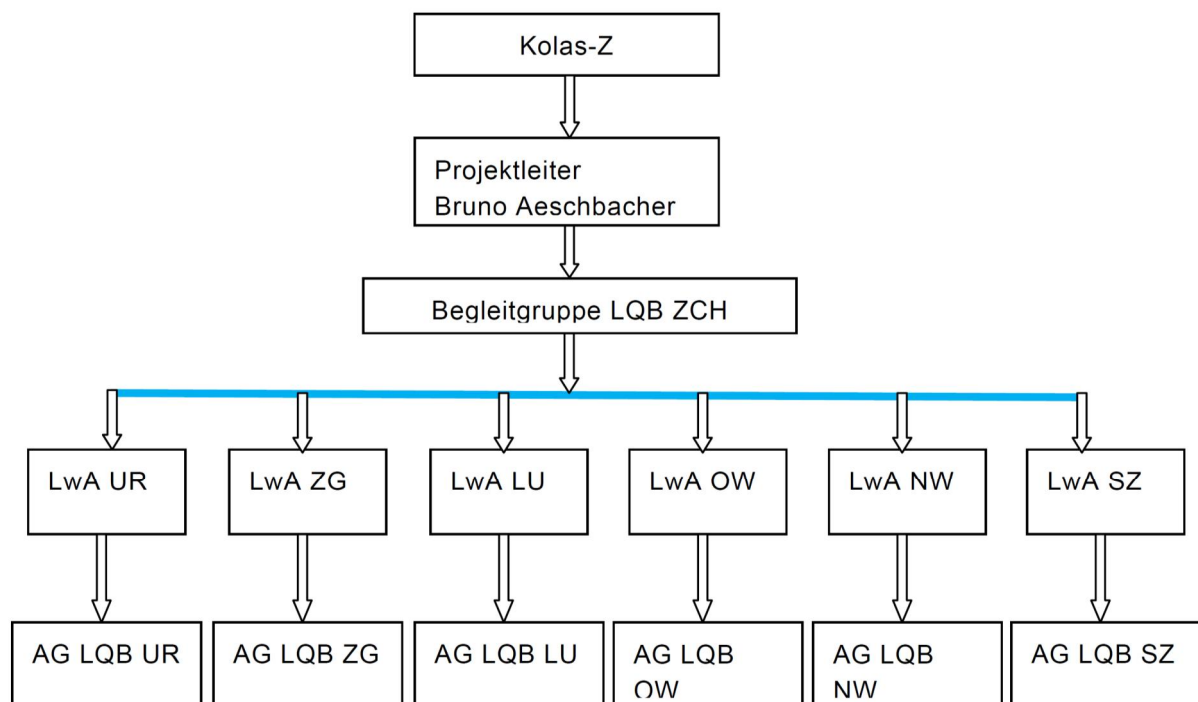 Kolas-Z
Projektleiter
Bruno Aeschbacher
Begleitgruppe LQB ZCH
LwA UR
LwA ZG
LwA LU
LwA OW
LwA NW
LwA SZ
AG LQB UR
AG LQB ZG
AG LQB LU
AG LQB
OW
AG LQB
NW
AG LQB SZ